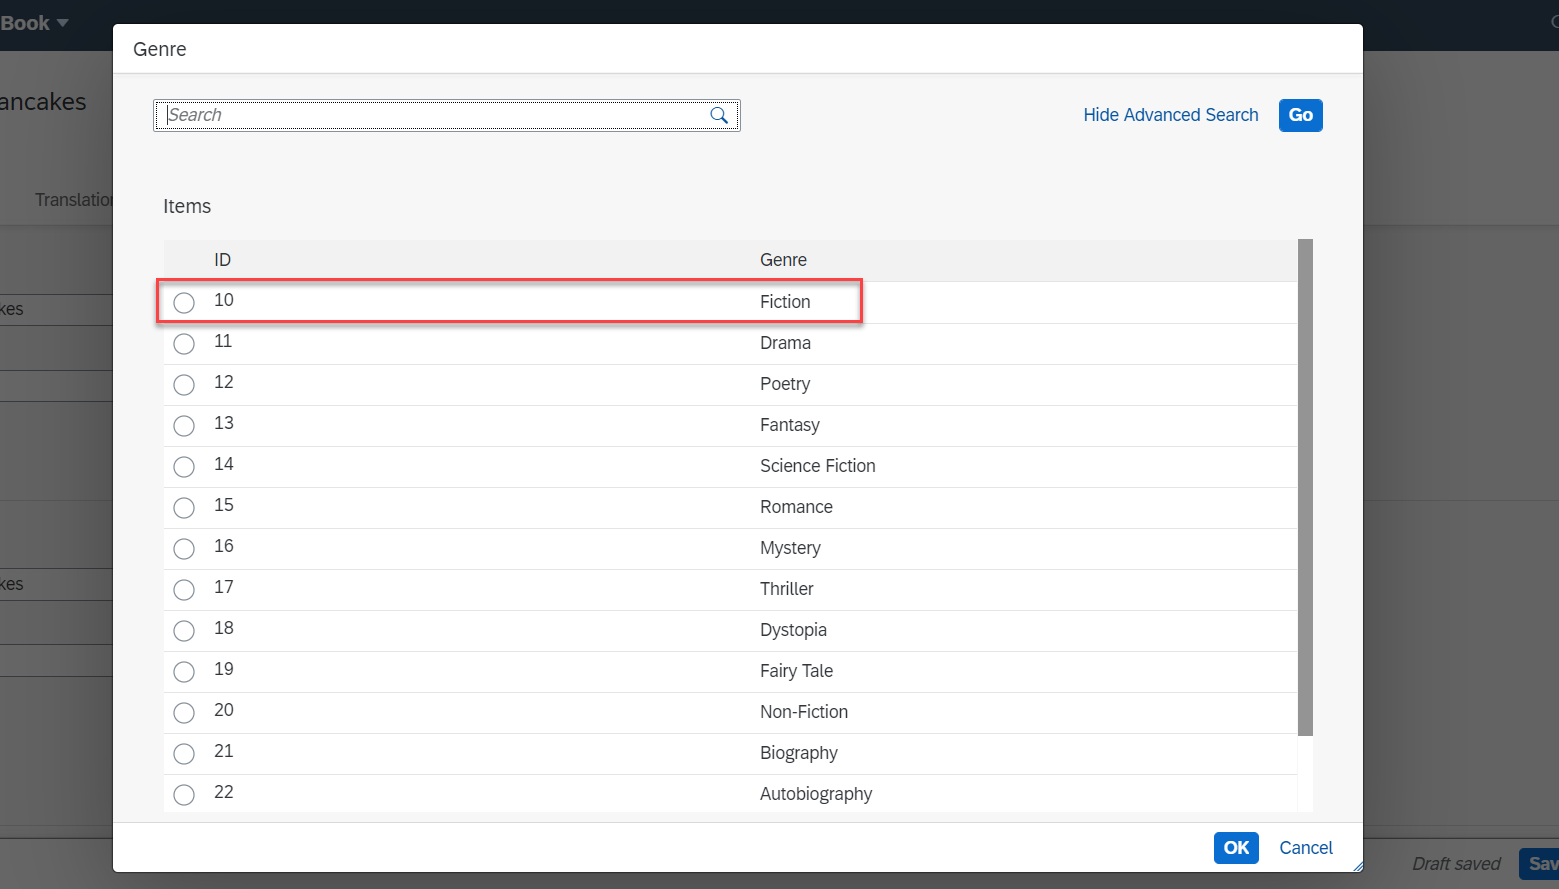 Book
Genre
ancakes
Search
Hide Advanced Search Go
Translation
Items
ID Genre
10 Fiction
kes
11 Drama
12 Poetry
13 Fantasy
14 Science Fiction
15 Romance
16 Mystery
kes
17 Thriller
18 Dystopia
19 Fairy Tale
20 Non-Fiction
21 Biography
22 Autobiography
OK Cancel
Draft saved Sav